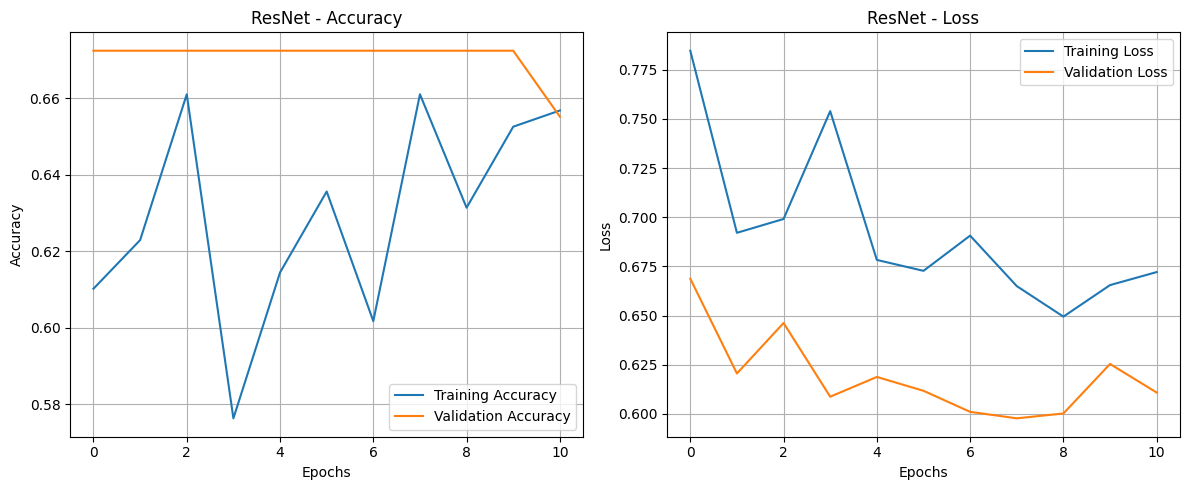 ResNet - Accuracy
Accuracy
0.66
0.64
0.62
0.60
0.58
Training Accuracy
Validation Accuracy
0 2 4 6 8 10
Epochs
ResNet - Loss
Loss
0.775
0.750
0.725
0.700
0.675
0.650
0.625
0.600
Training Loss
Validation Loss
0 2 4 6 8 10
Epochs